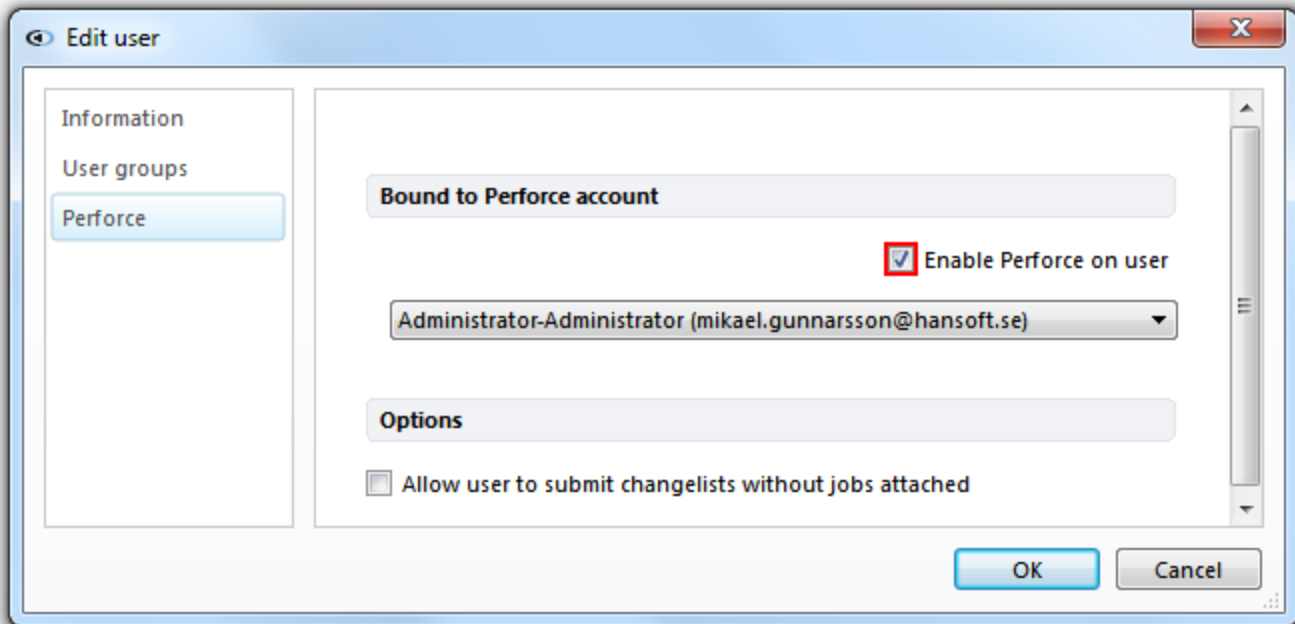 Edit user
Information
User groups
Perforce
Bound to Perforce account
Enable Perforce on user
Administrator-Administrator (mikael.gunnarsson@hansoft.se)
Options
Allow user to submit changelists without jobs attached
OK
Cancel